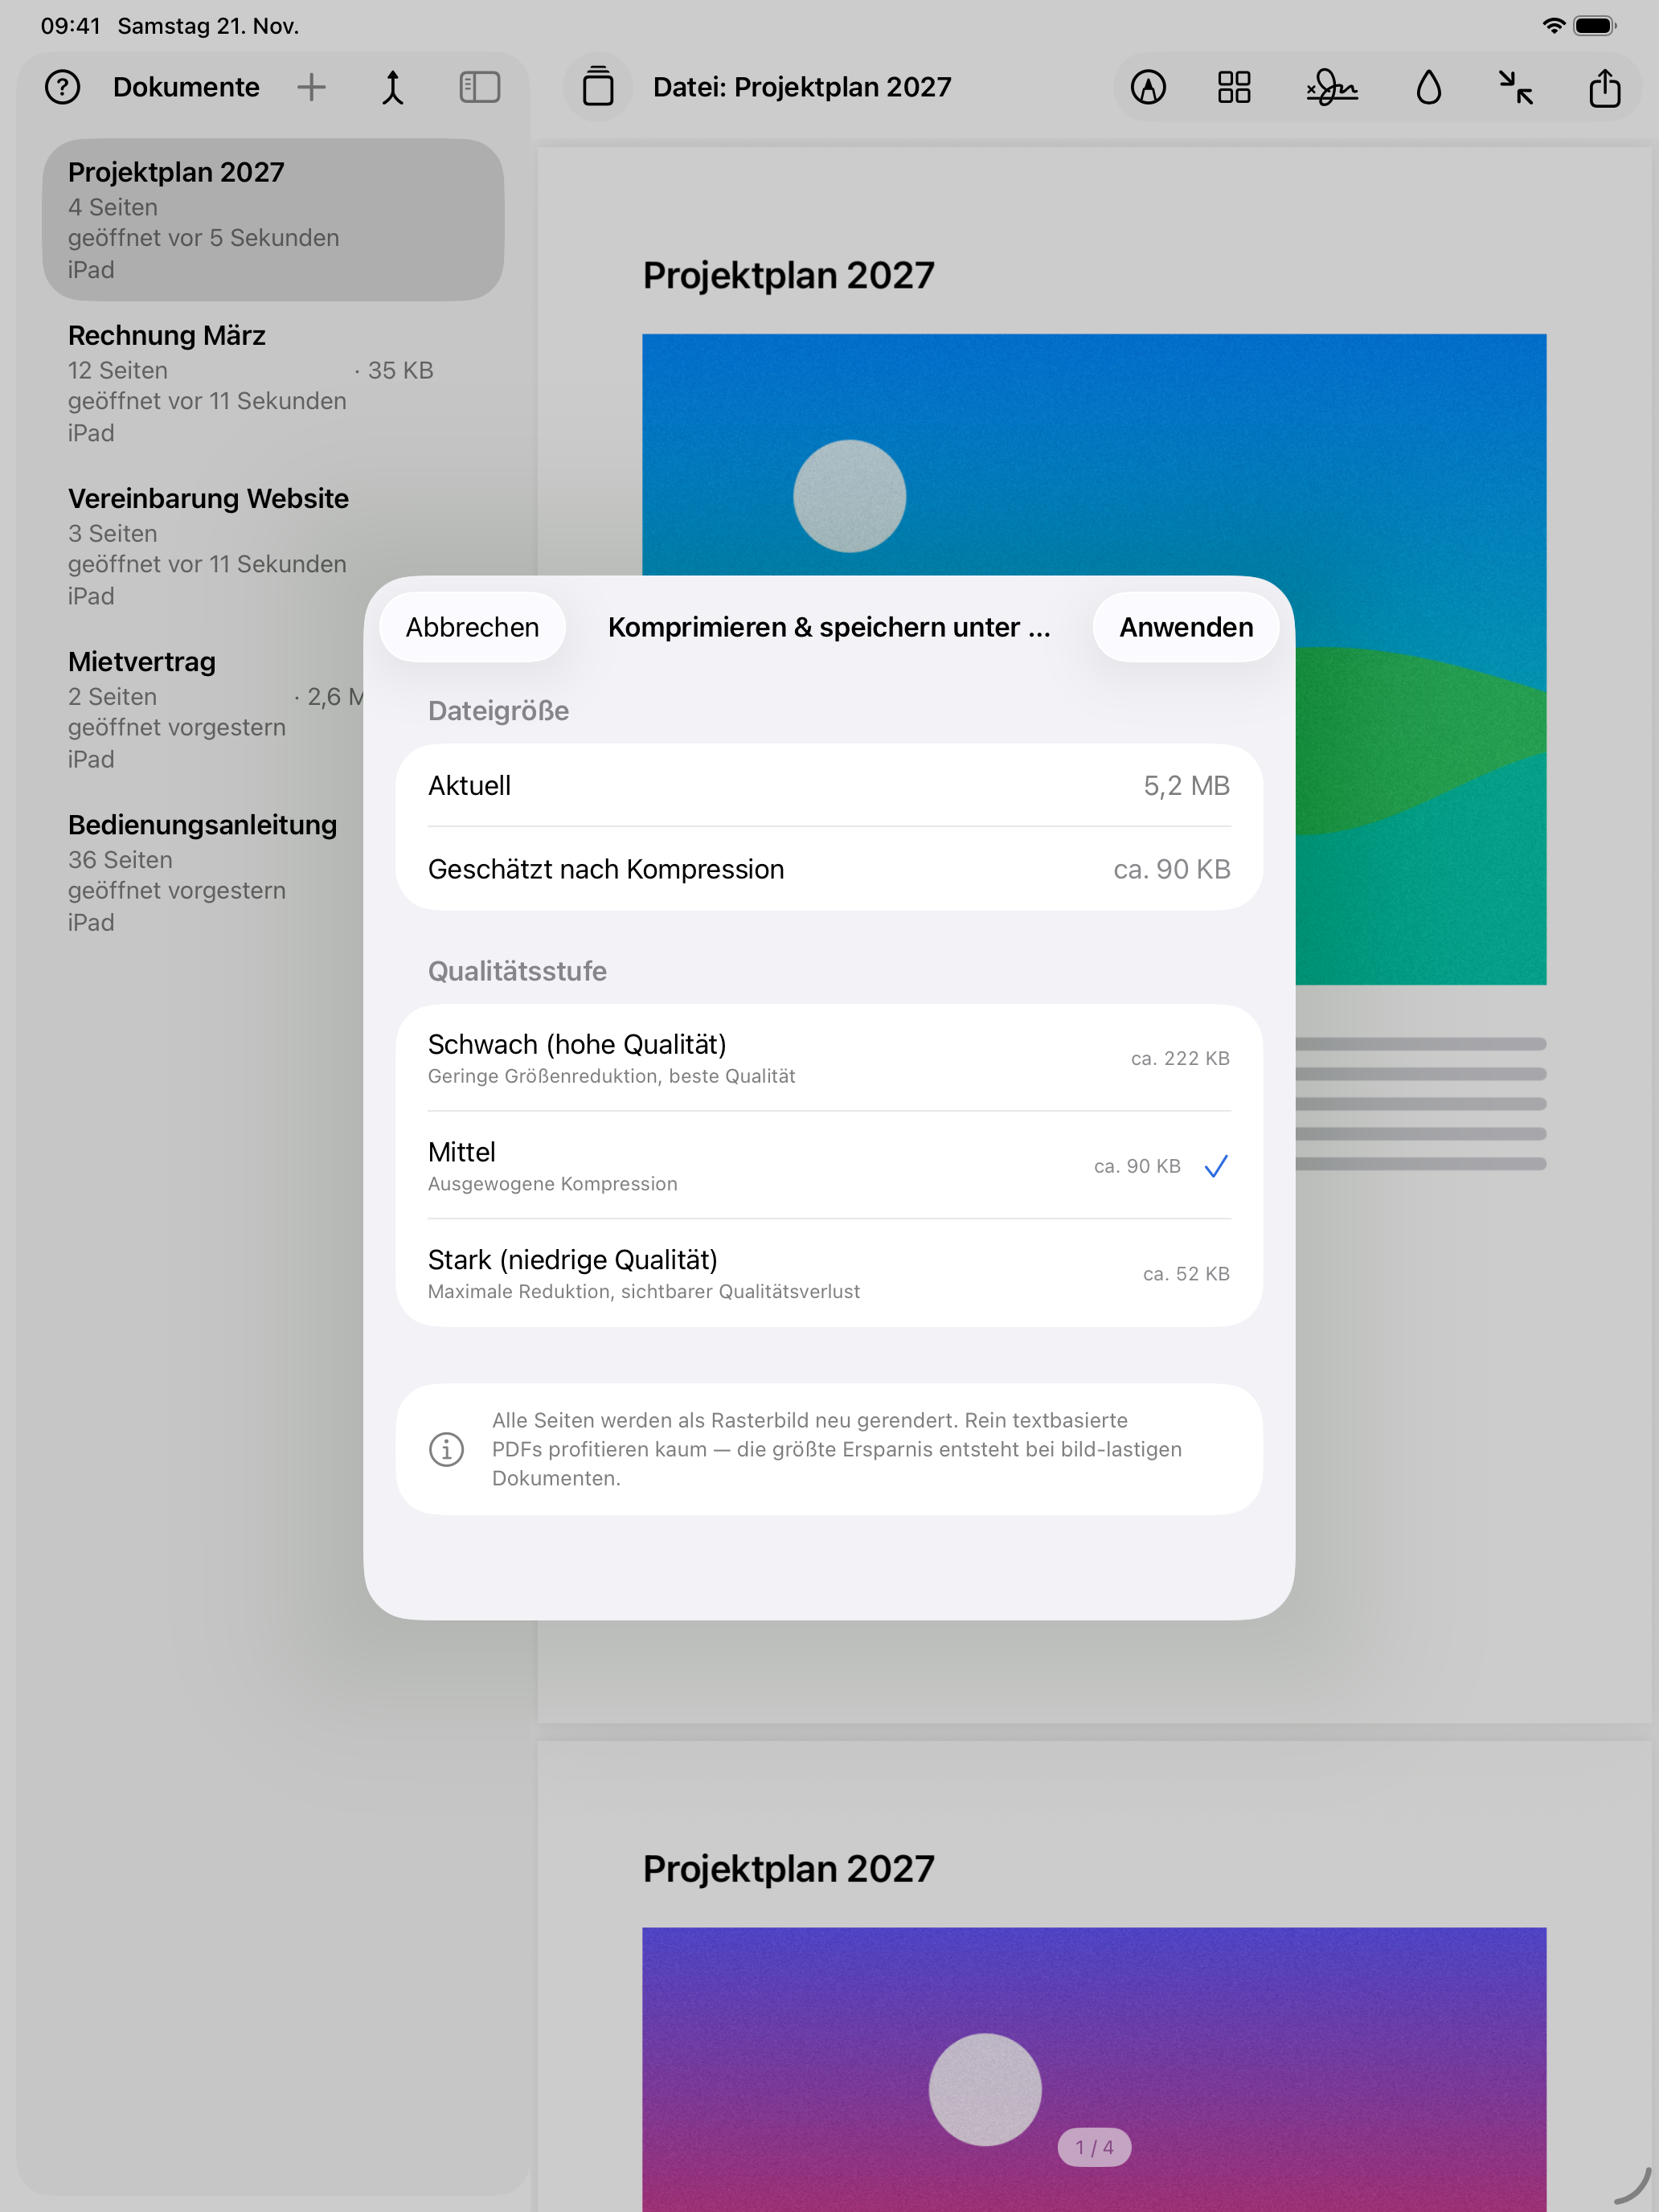 09:41 Samstag 21. Nov.
Dokumente
Datei: Projektplan 2027
Projektplan 2027
4 Seiten
geöffnet vor 5 Sekunden
iPad
Rechnung März
12 Seiten · 35 KB
geöffnet vor 11 Sekunden
iPad
Vereinbarung Website
3 Seiten
geöffnet vor 11 Sekunden
iPad
Mietvertrag
2 Seiten · 2,6 M
geöffnet vorgestern
iPad
Bedienungsanleitung
36 Seiten
geöffnet vorgestern
iPad
Projektplan 2027
Abbrechen
Komprimieren & speichern unter ...
Anwenden
Dateigröße
Aktuell 5,2 MB
Geschätzt nach Kompression ca. 90 KB
Qualitätsstufe
Schwach (hohe Qualität)
Geringe Größenreduktion, beste Qualität
ca. 222 KB
Mittel
Ausgewogene Kompression
ca. 90 KB
Stark (niedrige Qualität)
Maximale Reduktion, sichtbarer Qualitätsverlust
ca. 52 KB
Alle Seiten werden als Rasterbild neu gerendert. Rein textbasierte
PDFs profitieren kaum — die größte Ersparnis entsteht bei bild-lastigen
Dokumenten.
Projektplan 2027
1 / 4